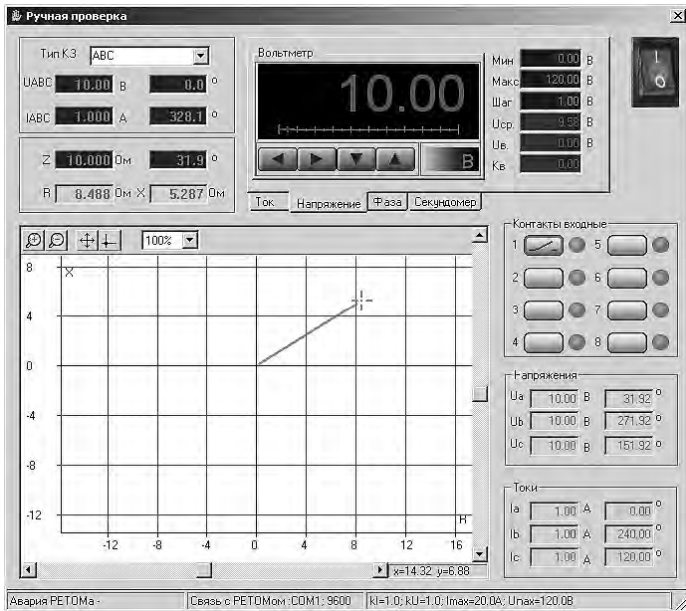 Ручная проверка
Тип КЗ ABC
UABC 10.00 В 0.0 °
IABC 1.000 А 328.1 °
Z 10.000 Ом 31.9 °
R 8.488 Ом X 5.287 Ом
Вольтметр
10.00
В
Мин 0.00 В
Макс 120.00 В
Шаг 1.00 В
Uср. 9.98 В
Uв. 0.00 В
Кв 0.00
1
0
Ток Напряжение Фаза Секундомер
100%
X
8
4
0
-4
-8
-12
R
-12 -8 -4 0 4 8 12 16
x=14.32 y=6.88
Контакты входные
1 5
2 6
3 7
4 8
Напряжения
Ua 10.00 В 31.92 °
Ub 10.00 В 271.92 °
Uc 10.00 В 151.92 °
Токи
Ia 1.00 А 0.00 °
Ib 1.00 А 240.00 °
Ic 1.00 А 120.00 °
Авария РЕТОМа - Связь с РЕТОМом :COM1; 9600 kI=1.0; kU=1.0; Imax=20.0A; Umax=120.0В